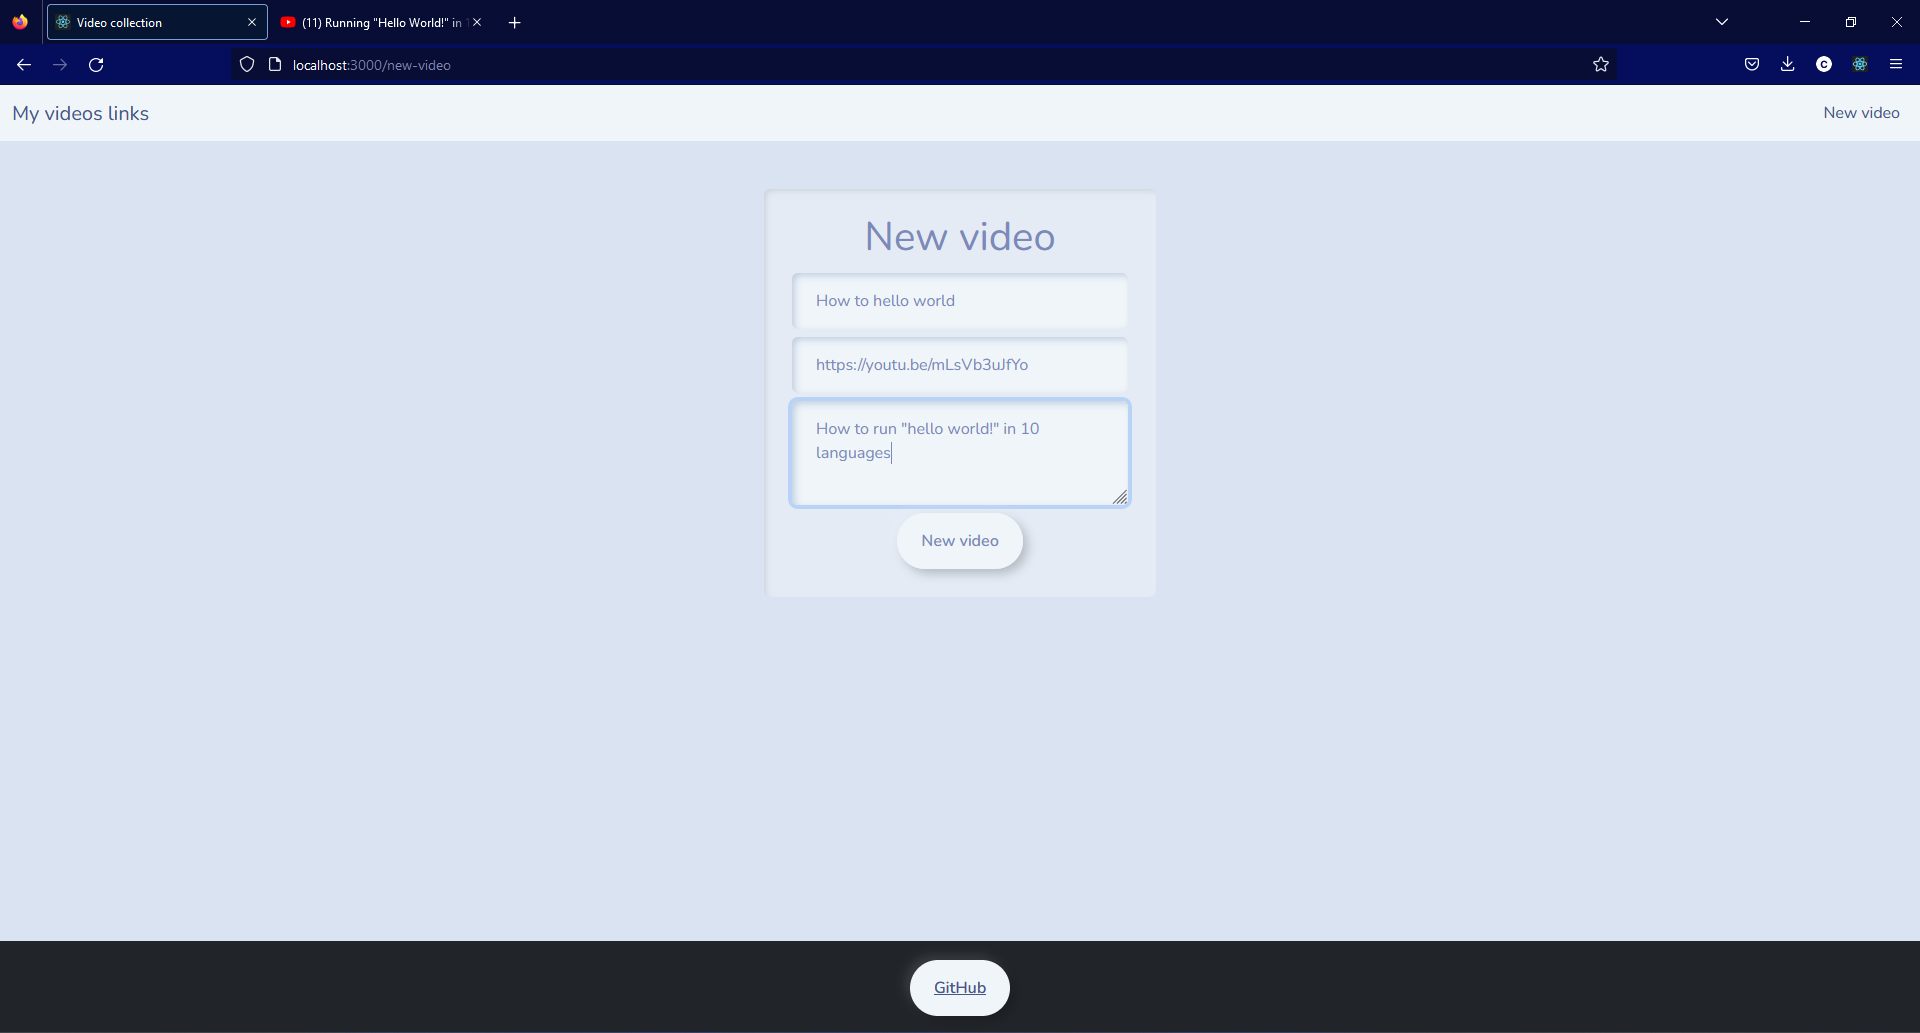 Video collection
(11) Running "Hello World!" in
localhost:3000/new-video
My videos links
New video
New video
How to hello world
https://youtu.be/mLsVb3uJfYo
How to run "hello world!" in 10
languages
New video
GitHub